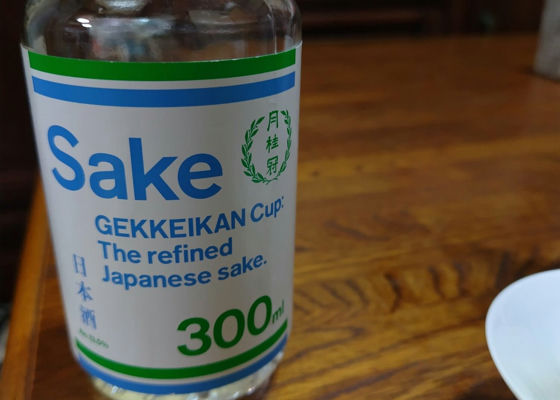 Sake
月桂冠
GEKKEIKAN Cup:
The refined
Japanese sake.
日本酒
300ml